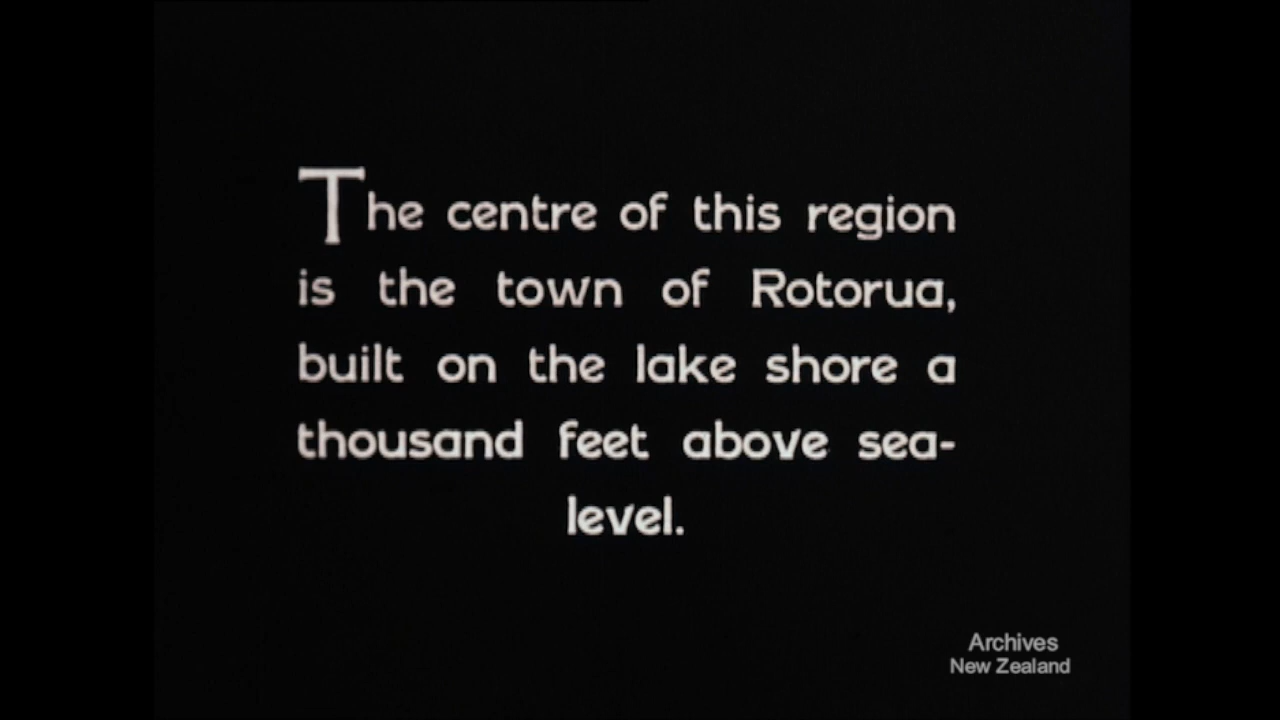 The centre of this region
is the town of Rotorua,
built on the lake shore a
thousand feet above sea-
level.
Archives
New Zealand